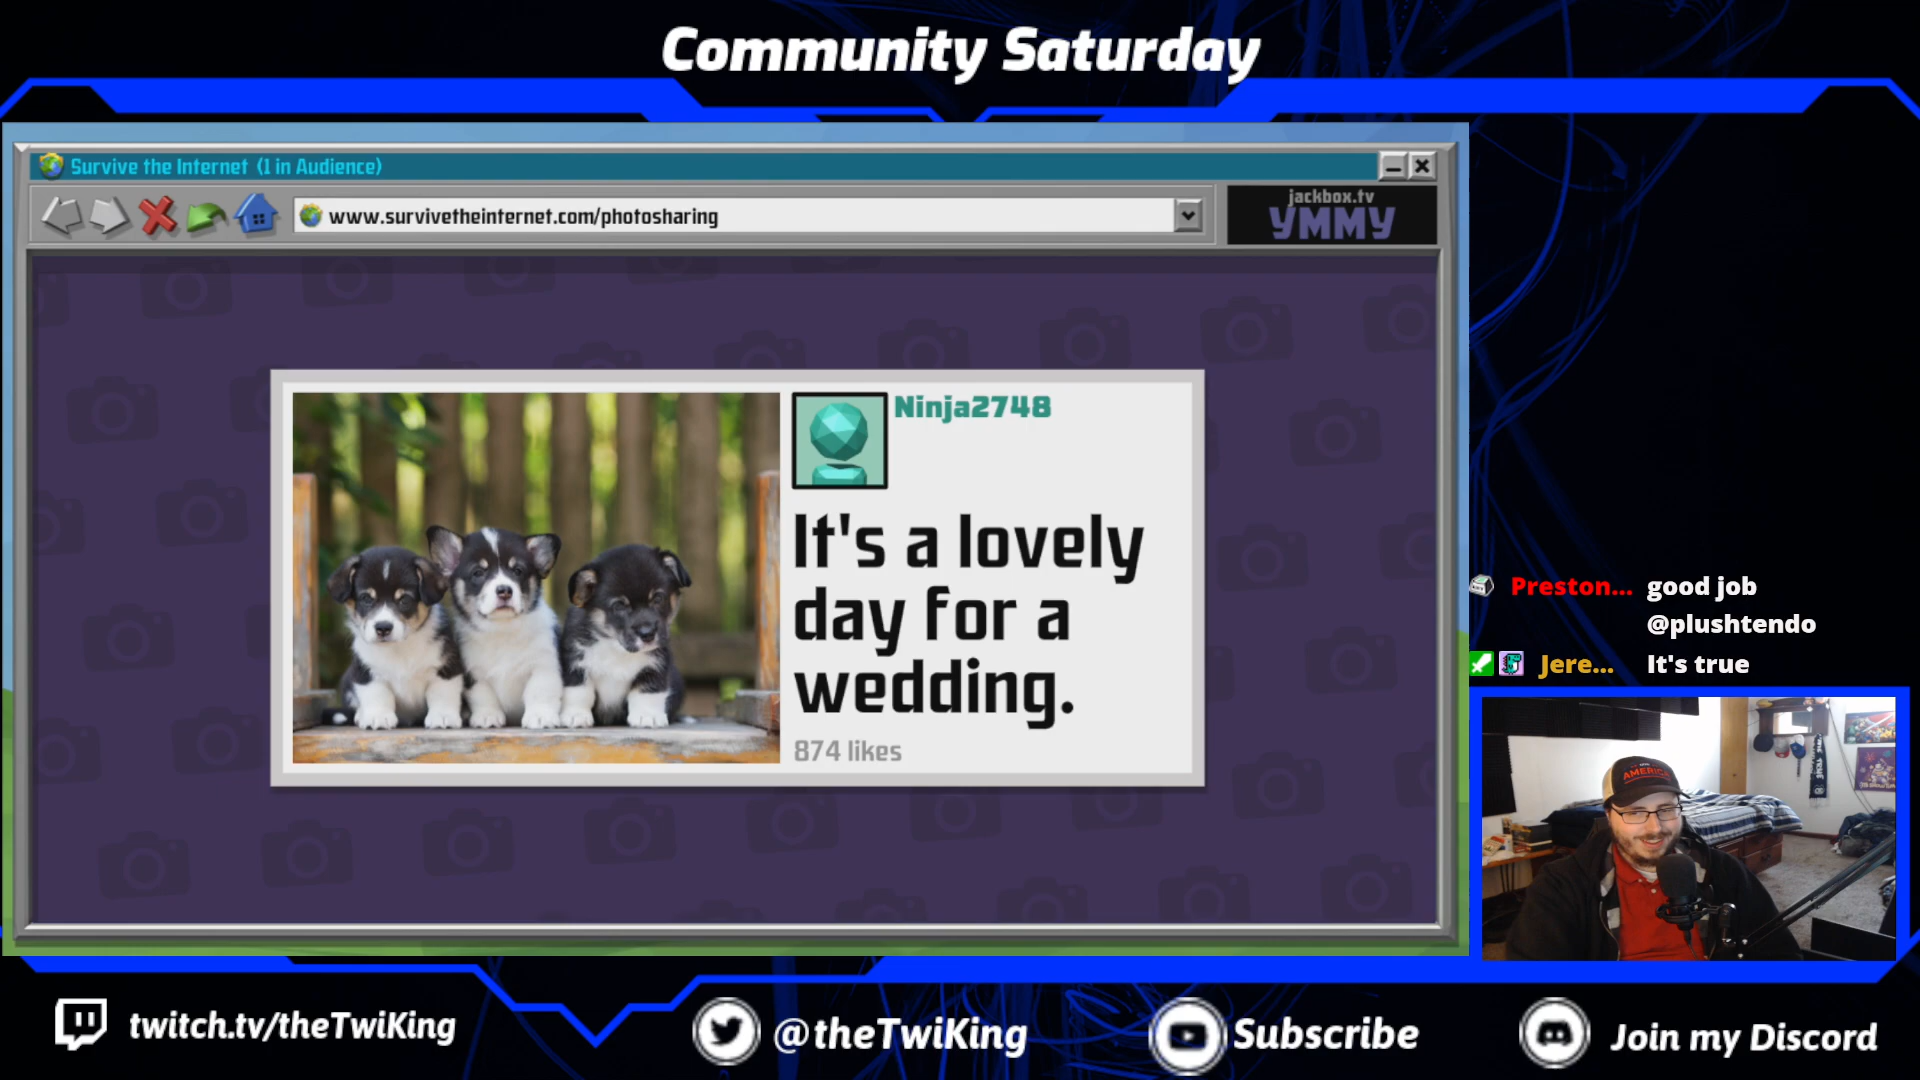 Community Saturday
Survive the Internet (1 in Audience)
www.survivetheinternet.com/photosharing
jackbox.tv
YMMY
Ninja2748
It's a lovely
day for a
wedding.
874 likes
Preston... good job
@plushtendo
Jere... It's true
AMERICA
twitch.tv/theTwiKing
@theTwiKing
Subscribe
Join my Discord